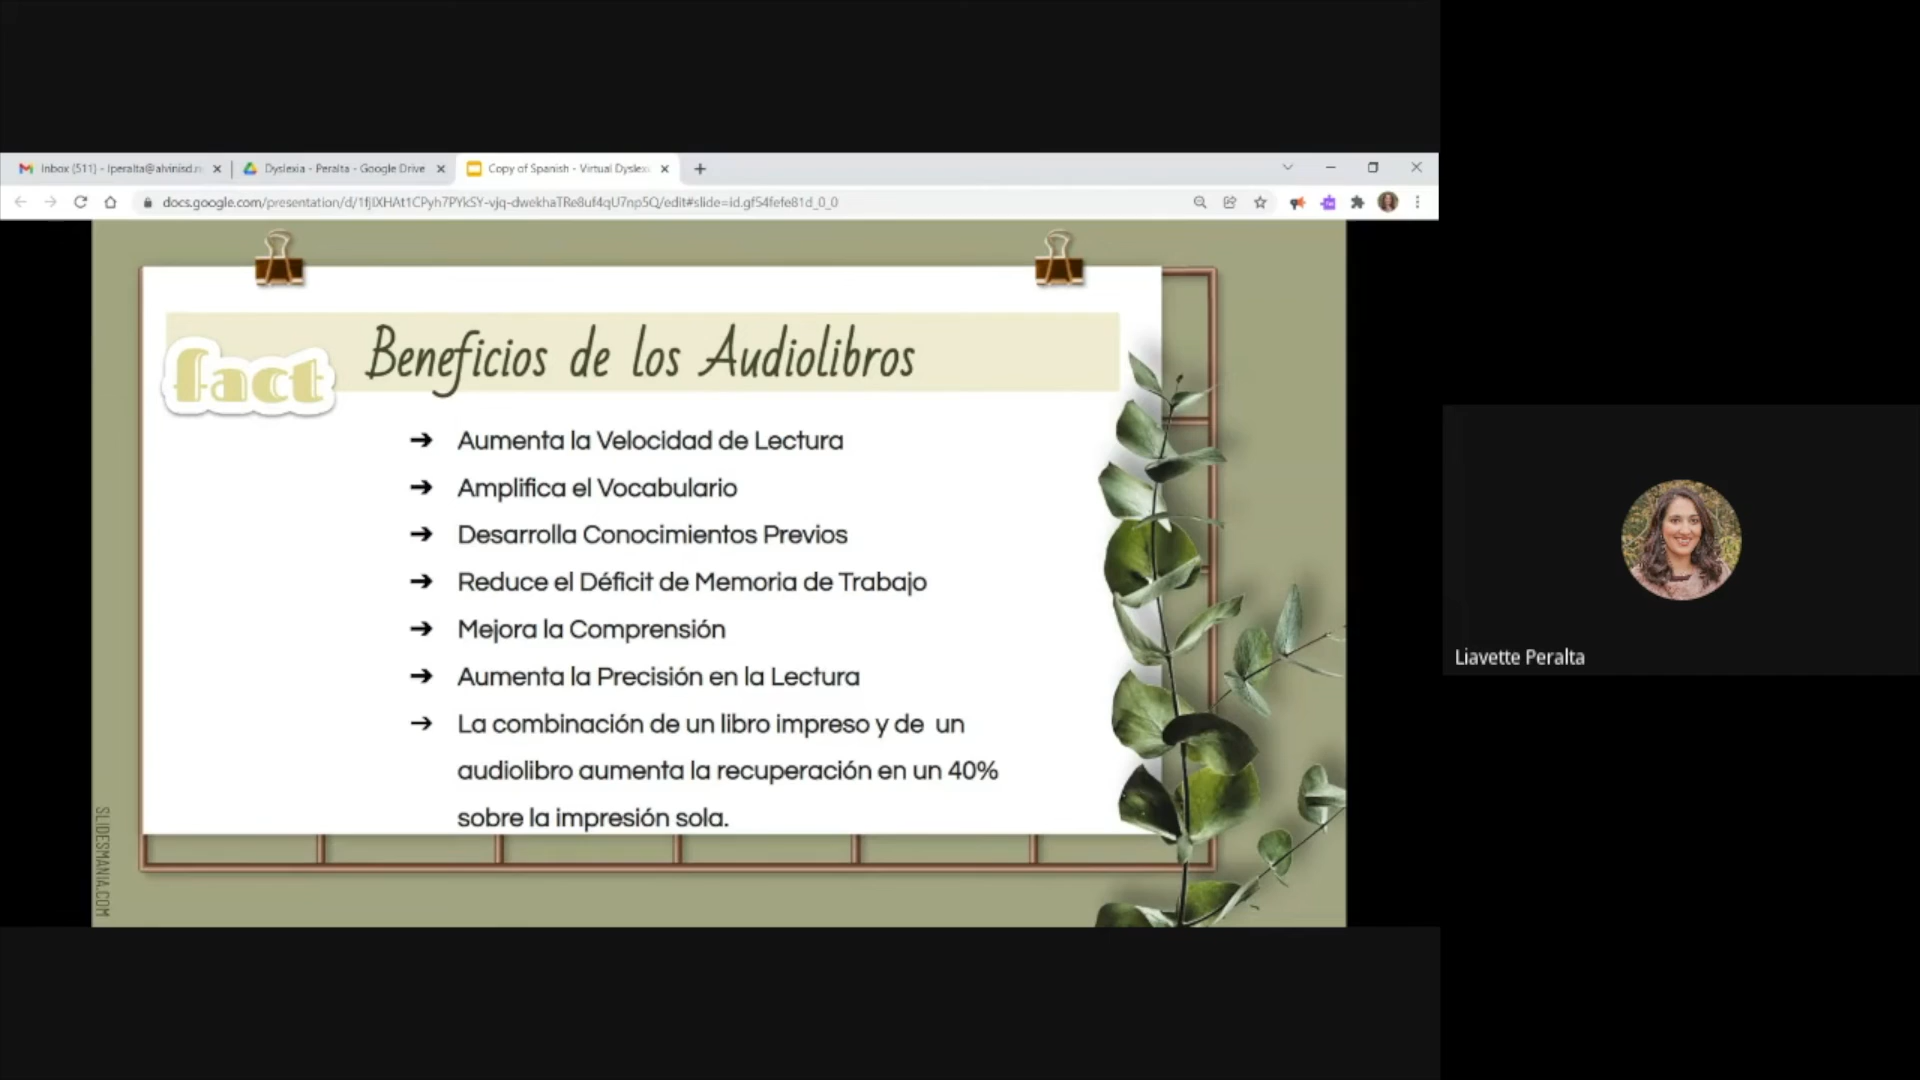 Inbox (511) - lperalta@alvinisd.n
Dyslexia - Peralta - Google Drive
Copy of Spanish - Virtual Dyslex
docs.google.com/presentation/d/1fJIXHAt1CPyh7PYkSY-vjq-dwekhaTRe8uf4qU7np5Q/edit#slide=id.gf54fefe81d_0_0
fact
Beneficios de los Audiolibros
➔ Aumenta la Velocidad de Lectura
➔ Amplifica el Vocabulario
➔ Desarrolla Conocimientos Previos
➔ Reduce el Déficit de Memoria de Trabajo
➔ Mejora la Comprensión
➔ Aumenta la Precisión en la Lectura
➔ La combinación de un libro impreso y de un
audiolibro aumenta la recuperación en un 40%
sobre la impresión sola.
SLIDESMANIA.COM
Liavette Peralta